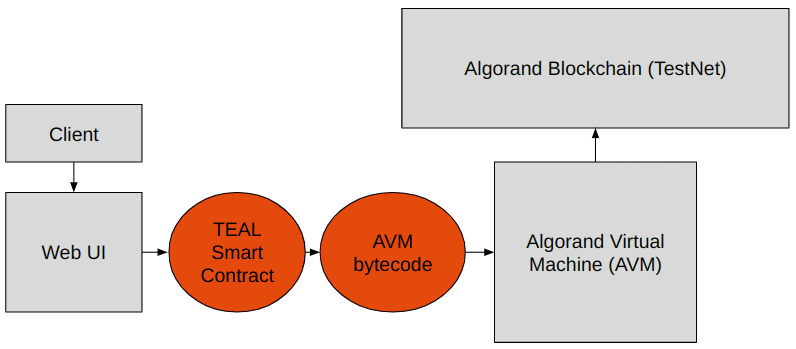 Algorand Blockchain (TestNet)
Client
Web UI
TEAL
Smart
Contract
AVM
bytecode
Algorand Virtual
Machine (AVM)